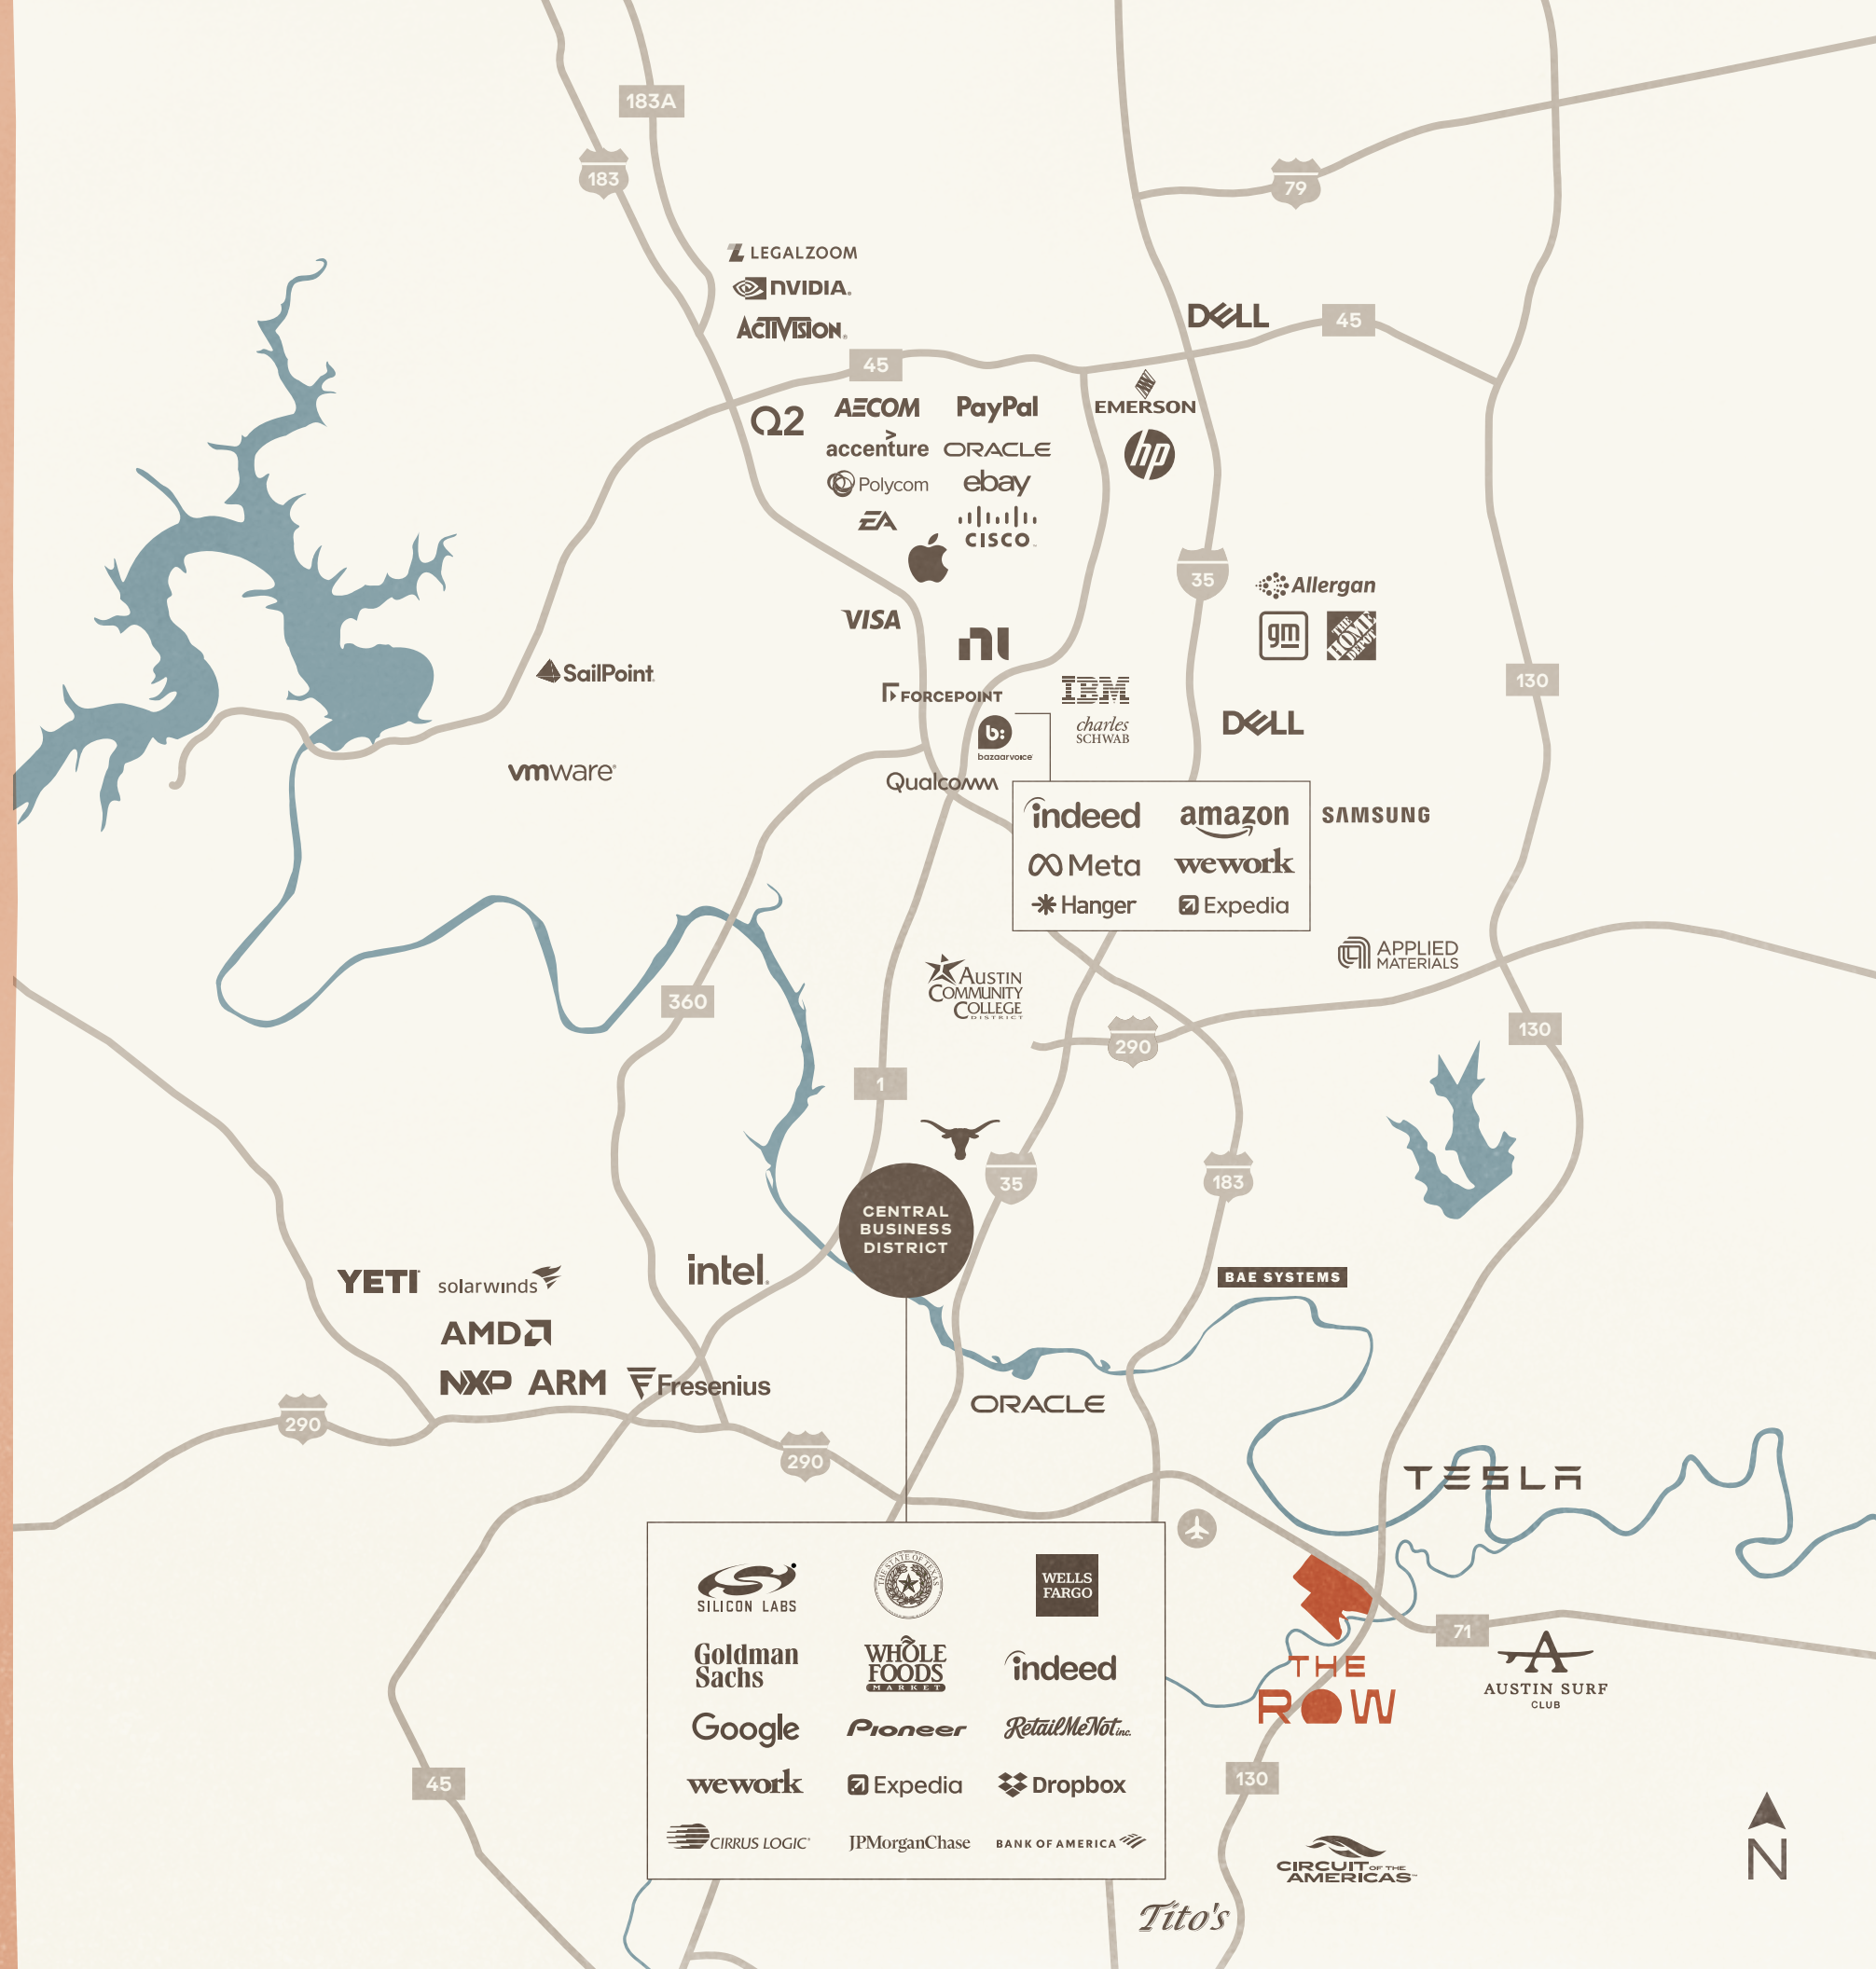 183A
183
79
LEGALZOOM
NVIDIA.
ACTIVISION
DELL
45
45
Q2
AECOM
PayPal
EMERSON
accenture
ORACLE
hp
Polycom
ebay
EA
CISCO
35
Allergan
VISA
gm
THE HOME DEPOT
ni
SailPoint
130
FORCEPOINT
IBM
charles
SCHWAB
DELL
b:
bazaarvoice
vmware
Qualcomm
indeed
amazon
SAMSUNG
Meta
wework
Hanger
Expedia
APPLIED
MATERIALS
AUSTIN
COMMUNITY
COLLEGE
DISTRICT
360
130
290
1
35
183
CENTRAL
BUSINESS
DISTRICT
YETI
solarwinds
intel.
BAE SYSTEMS
AMD
NXP
ARM
Fresenius
ORACLE
290
290
TESLA
SILICON LABS
THE STATE OF TEXAS
WELLS
FARGO
Goldman
Sachs
WHOLE
FOODS
MARKET
indeed
Google
Pioneer
RetailMeNot inc.
wework
Expedia
Dropbox
CIRRUS LOGIC
JPMorganChase
BANK OF AMERICA
71
THE
ROW
AUSTIN SURF
CLUB
45
130
CIRCUIT OF THE
AMERICAS
Tito's
N